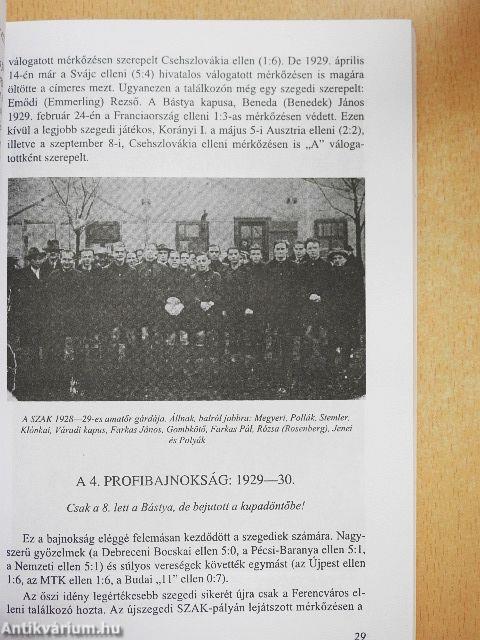 válogatott mérkőzésen szerepelt Csehszlovákia ellen (1:6). De 1929. április
14-én már a Svájc elleni (5:4) hivatalos válogatott mérkőzésen is magára
öltötte a címeres mezt. Ugyanezen a találkozón még egy szegedi szerepelt:
Emődi (Emmerling) Rezső. A Bástya kapusa, Beneda (Benedek) János
1929. február 24-én a Franciaország elleni 1:3-as mérkőzésen védett. Ezen
kívül a legjobb szegedi játékos, Korányi I. a május 5-i Ausztria elleni (2:2),
illetve a szeptember 8-i, Csehszlovákia elleni mérkőzésen is „A” váloga-
tottként szerepelt.
A SZAK 1928—29-es amatőr gárdája. Állnak, balról jobbra: Megyeri, Pollák, Stemler,
Klónkai, Váradi kapus, Farkas János, Gombkötő, Farkas Pál, Rózsa (Rosenberg), Jenei
és Polyák
A 4. PROFIBAJNOKSÁG: 1929—30.
Csak a 8. lett a Bástya, de bejutott a kupadöntőbe!
Ez a bajnokság eléggé felemásan kezdődött a szegediek számára. Nagy-
szerű győzelmek (a Debreceni Bocskai ellen 5:0, a Pécsi-Baranya ellen 5:1,
a Nemzeti ellen 5:1) és súlyos vereségek követték egymást (az Újpest ellen
1:6, az MTK ellen 1:6, a Budai „11” ellen 0:7).
Az őszi idény legértékesebb szegedi sikerét újra csak a Ferencváros el-
leni találkozó hozta. Az újszegedi SZAK-pályán lejátszott mérkőzésen a
29
Antikvárium.hu